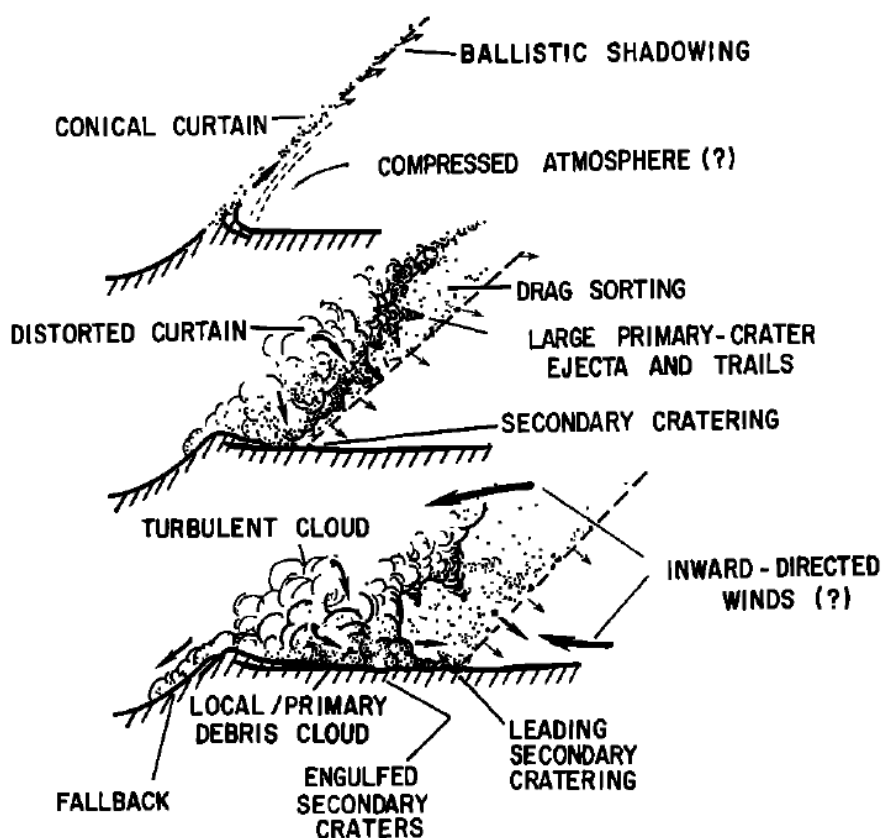 BALLISTIC SHADOWING
CONICAL CURTAIN
COMPRESSED ATMOSPHERE (?)
DRAG SORTING
DISTORTED CURTAIN
LARGE PRIMARY-CRATER
EJECTA AND TRAILS
SECONDARY CRATERING
TURBULENT CLOUD
INWARD-DIRECTED
WINDS (?)
LOCAL/PRIMARY
DEBRIS CLOUD
LEADING
SECONDARY
CRATERING
ENGULFED
SECONDARY
CRATERS
FALLBACK